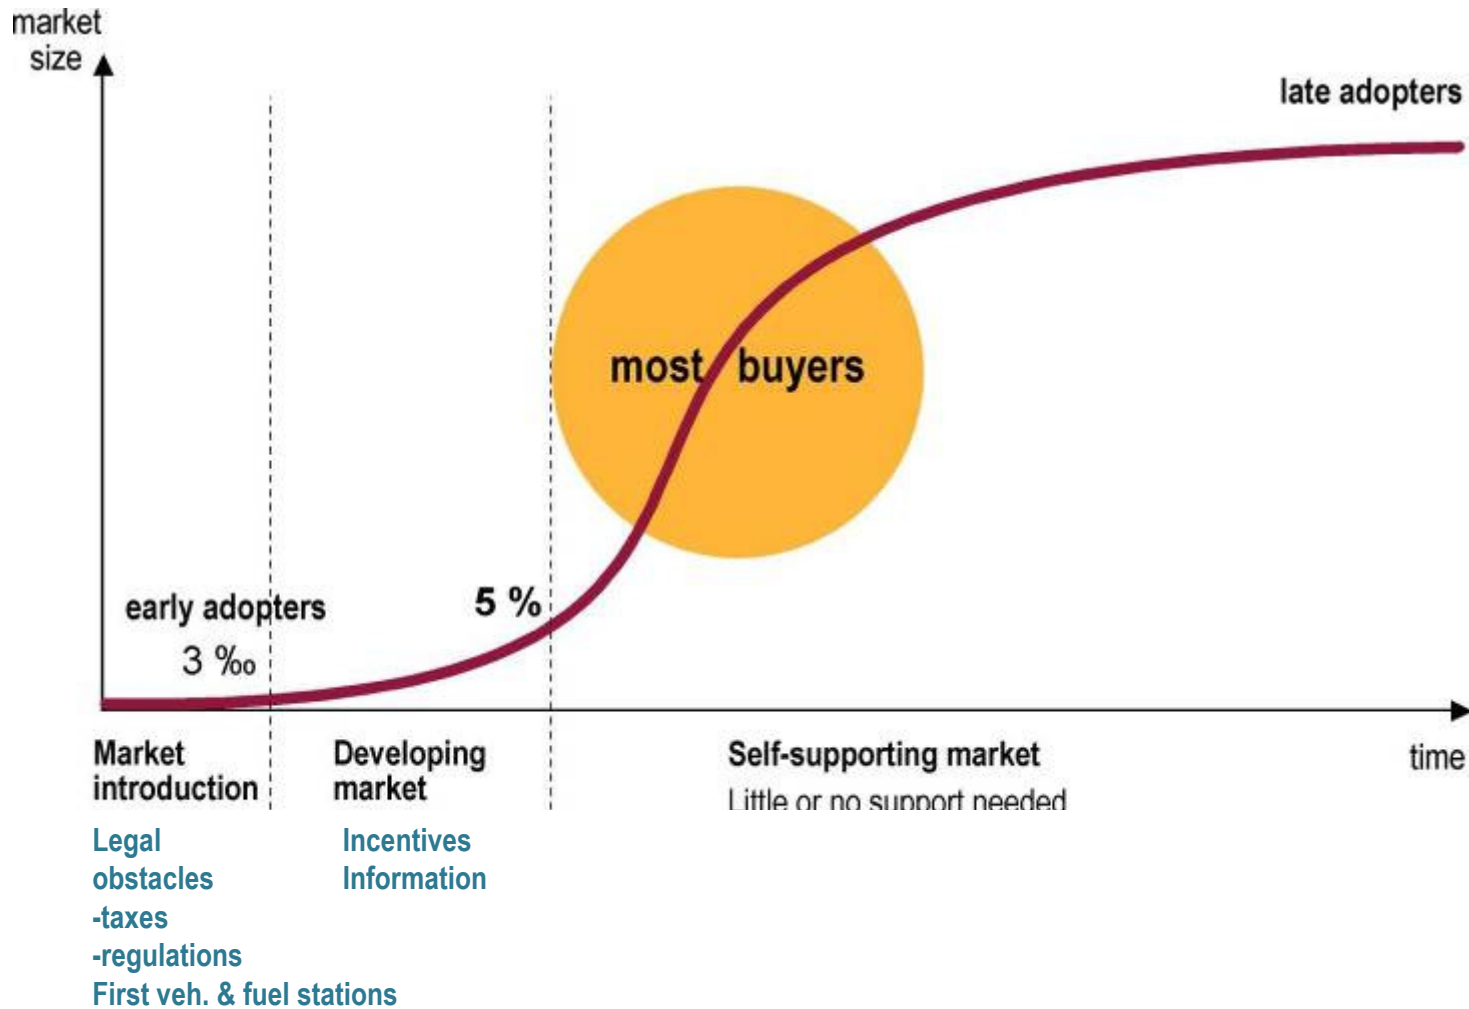 market
size
late adopters
most buyers
early adopters
3 ‰
5 %
Market
introduction
Developing
market
Self-supporting market
Little or no support needed
time
Legal
obstacles
-taxes
-regulations
First veh. & fuel stations
Incentives
Information